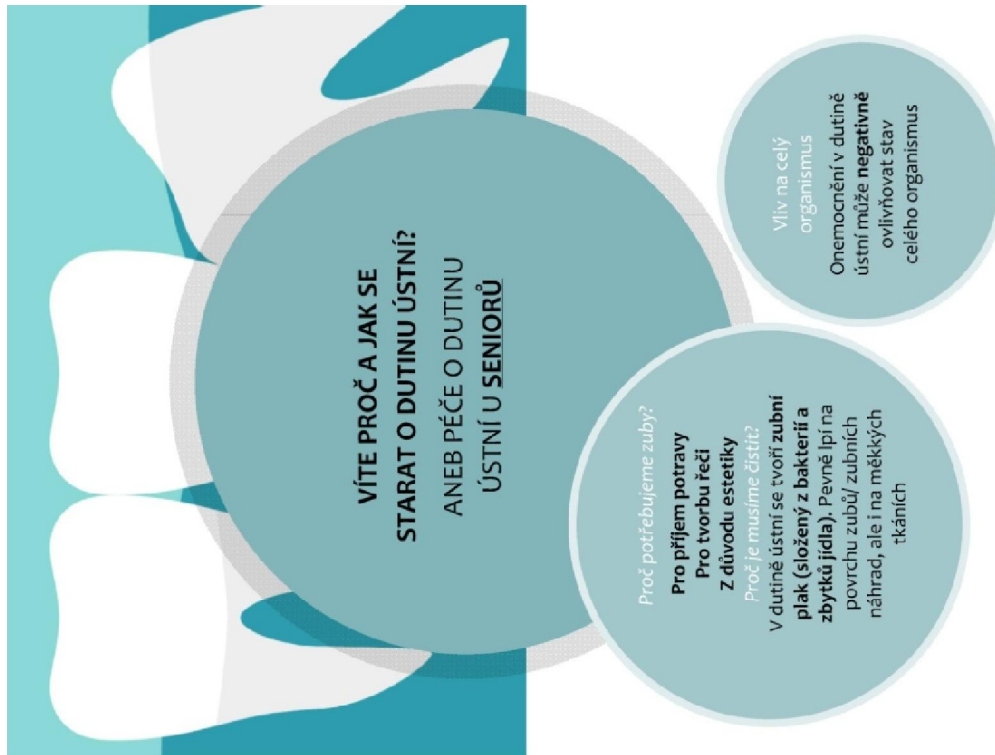 VÍTE PROČ A JAK SE
STARAT O DUTINU ÚSTNÍ?
ANEB PÉČE O DUTINU
ÚSTNÍ U SENIORŮ
Proč potřebujeme zuby?
Pro příjem potravy
Pro tvorbu řeči
Z důvodu estetiky
Proč je musíme čistit?
V dutině ústní se tvoří zubní
plak (složený z bakterií a
zbytků jídla). Pevně lpí na
povrchu zubů/ zubních
náhrad, ale i na měkkých
tkáních
Vliv na celý
organismus
Onemocnění v dutině
ústní může negativně
ovlivňovat stav
celého organismus